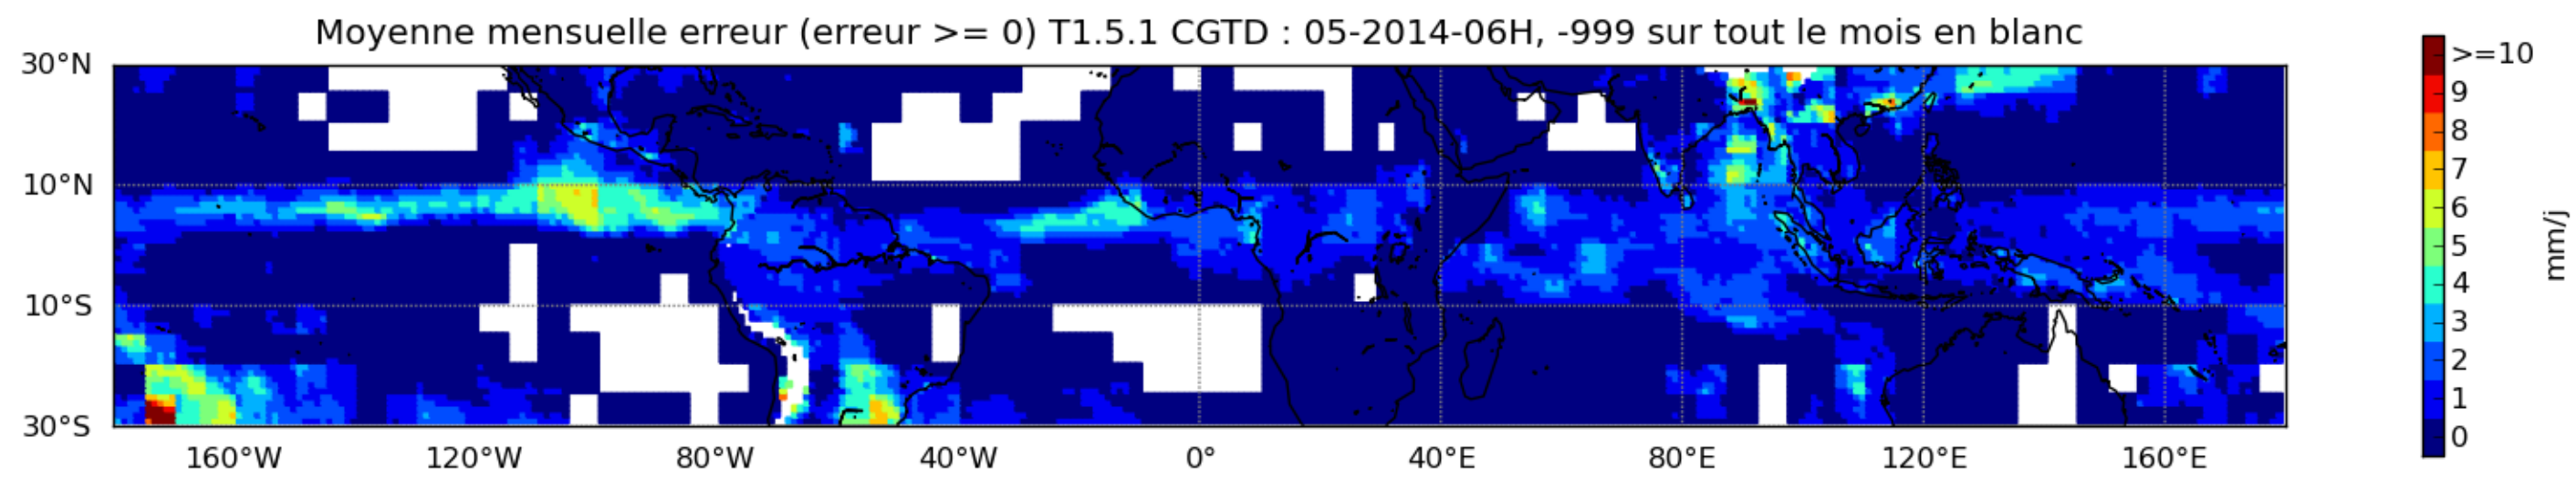 Moyenne mensuelle erreur (erreur >= 0) T1.5.1 CGTD : 05-2014-06H, -999 sur tout le mois en blanc
30°N
10°N
10°S
30°S
160°W 120°W 80°W 40°W 0° 40°E 80°E 120°E 160°E
>=10
9
8
7
6
5
4
3
2
1
0
mm/j